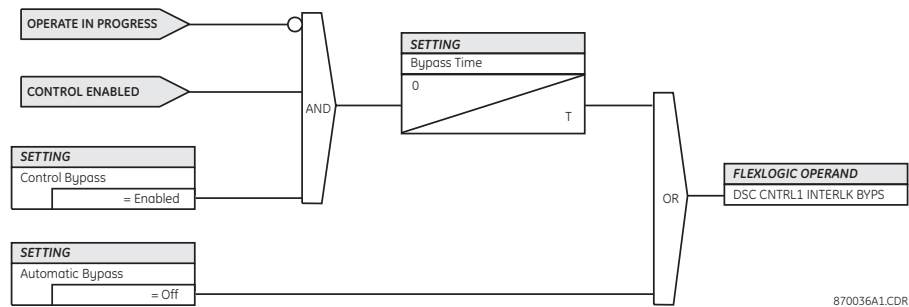 OPERATE IN PROGRESS
CONTROL ENABLED
SETTING
Control Bypass
= Enabled
SETTING
Automatic Bypass
= Off
AND
SETTING
Bypass Time
0
T
OR
FLEXLOGIC OPERAND
DSC CNTRL1 INTERLK BYPS
870036A1.CDR